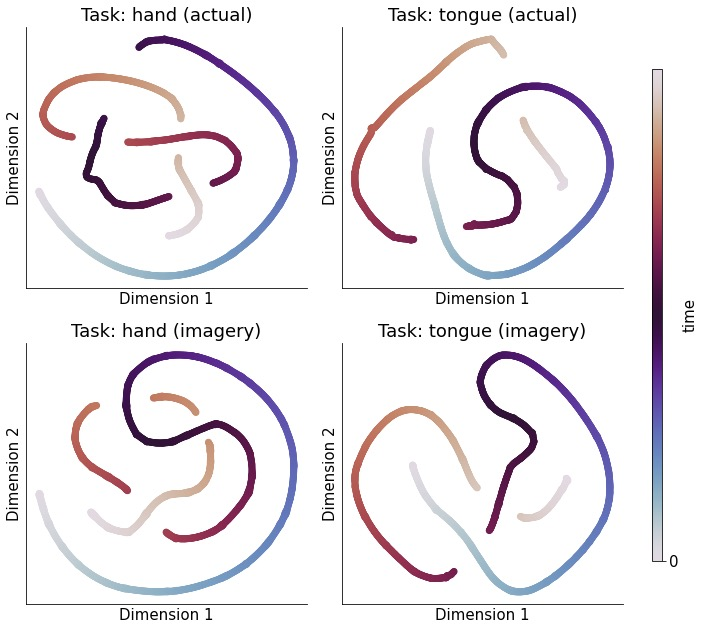 Task: hand (actual)
Task: tongue (actual)
Dimension 2
Dimension 1
Dimension 2
Dimension 1
Task: hand (imagery)
Task: tongue (imagery)
Dimension 2
Dimension 1
Dimension 2
Dimension 1
time
0